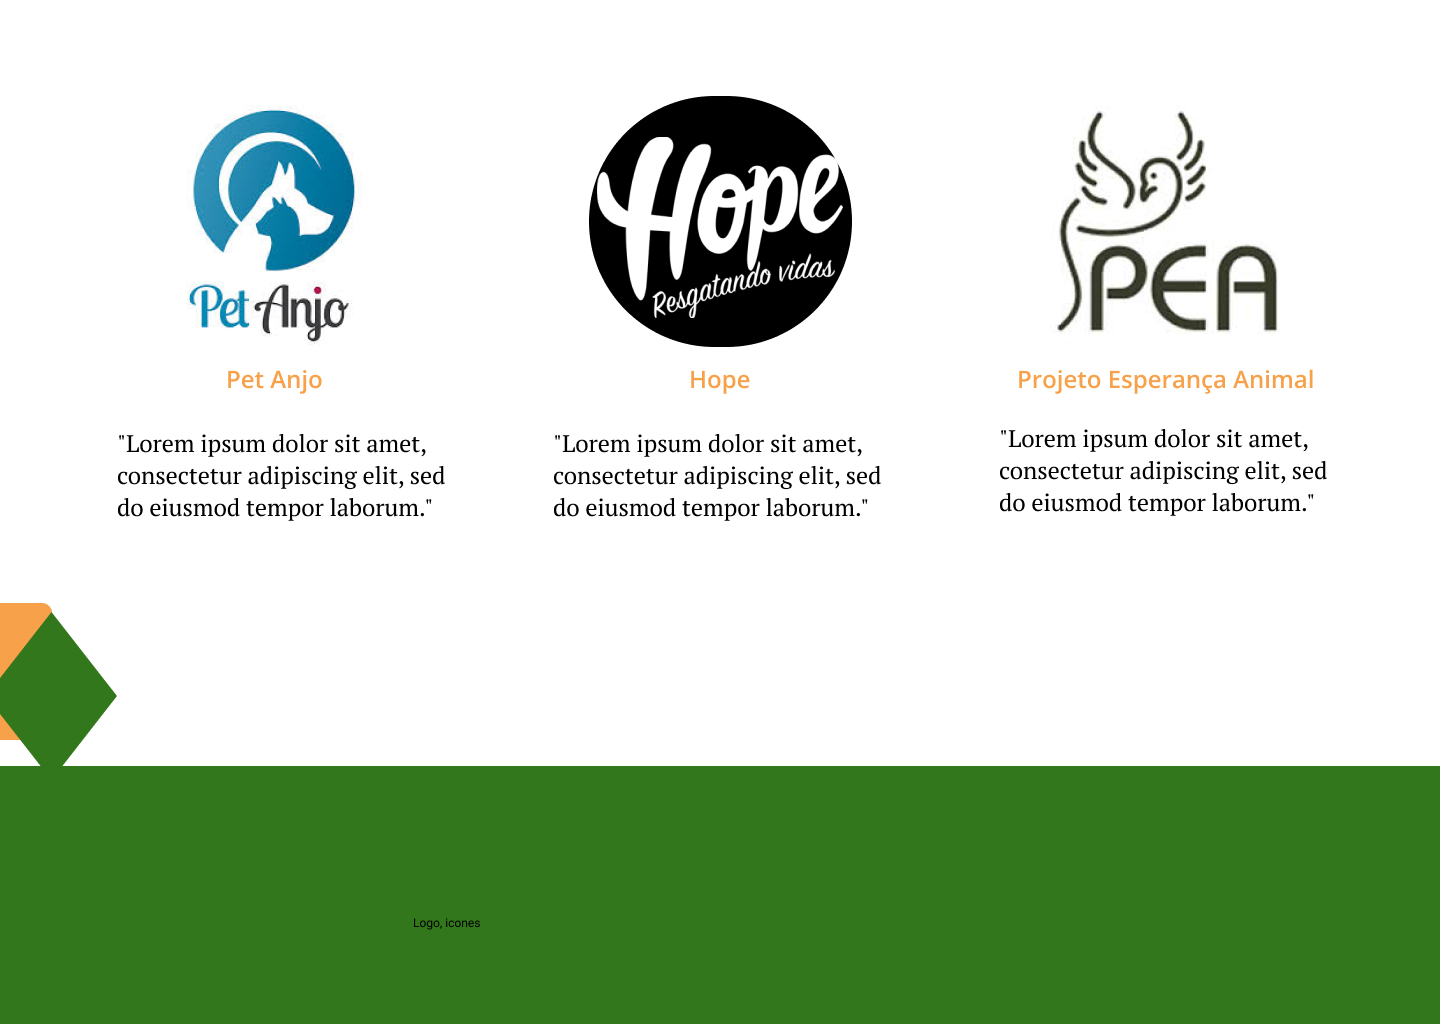 Pet Anjo
Hope
Resgatando vidas
PEA
Pet Anjo
Hope
Projeto Esperança Animal
"Lorem ipsum dolor sit amet,
consectetur adipiscing elit, sed
do eiusmod tempor laborum."
"Lorem ipsum dolor sit amet,
consectetur adipiscing elit, sed
do eiusmod tempor laborum."
"Lorem ipsum dolor sit amet,
consectetur adipiscing elit, sed
do eiusmod tempor laborum."
Logo, icones